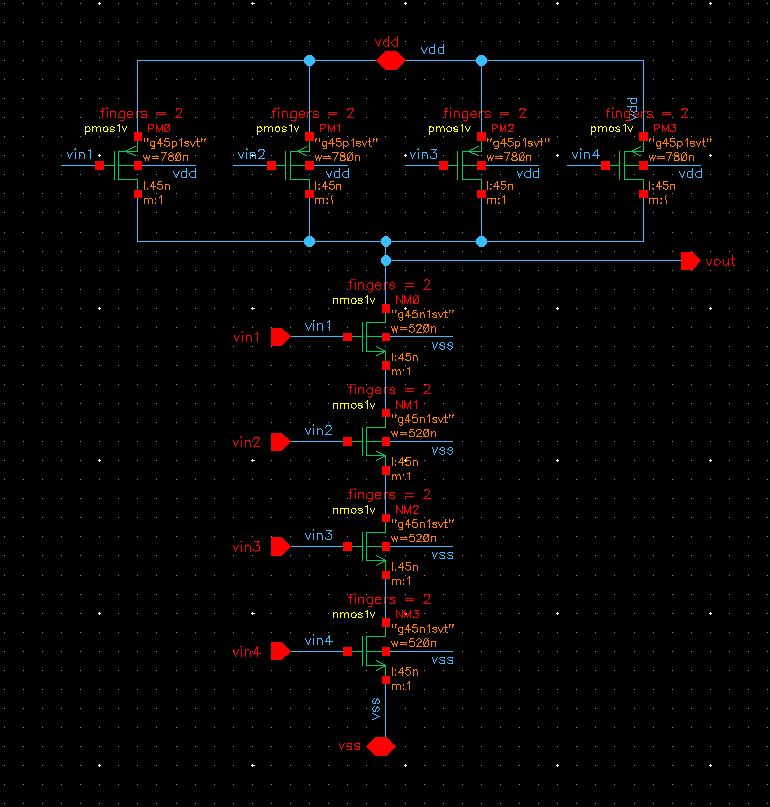 vdd
vdd
fingers = 2
pmos1v
PM0
"g45p1svt"
w=780n
vin1
vdd
l:45n
m:1
fingers = 2
pmos1v
PM1
"g45p1svt"
w=780n
vin2
vdd
l:45n
fingers = 2
pmos1v
PM2
"g45p1svt"
w=780n
vin3
vdd
l:45n
m:1
vdd
fingers = 2
pmos1v
PM3
"g45p1svt"
w=780n
vin4
vdd
l:45n
vout
fingers = 2
nmos1v
NM0
"g45n1svt"
w=520n
vin1
vin1
vss
l:45n
m:1
fingers = 2
nmos1v
NM1
"g45n1svt"
w=520n
vin2
vin2
vss
l:45n
m:1
fingers = 2
nmos1v
NM2
"g45n1svt"
w=520n
vin3
vin3
vss
l:45n
m:1
fingers = 2
nmos1v
NM3
"g45n1svt"
w=520n
vin4
vin4
vss
l:45n
m:1
vss
vss